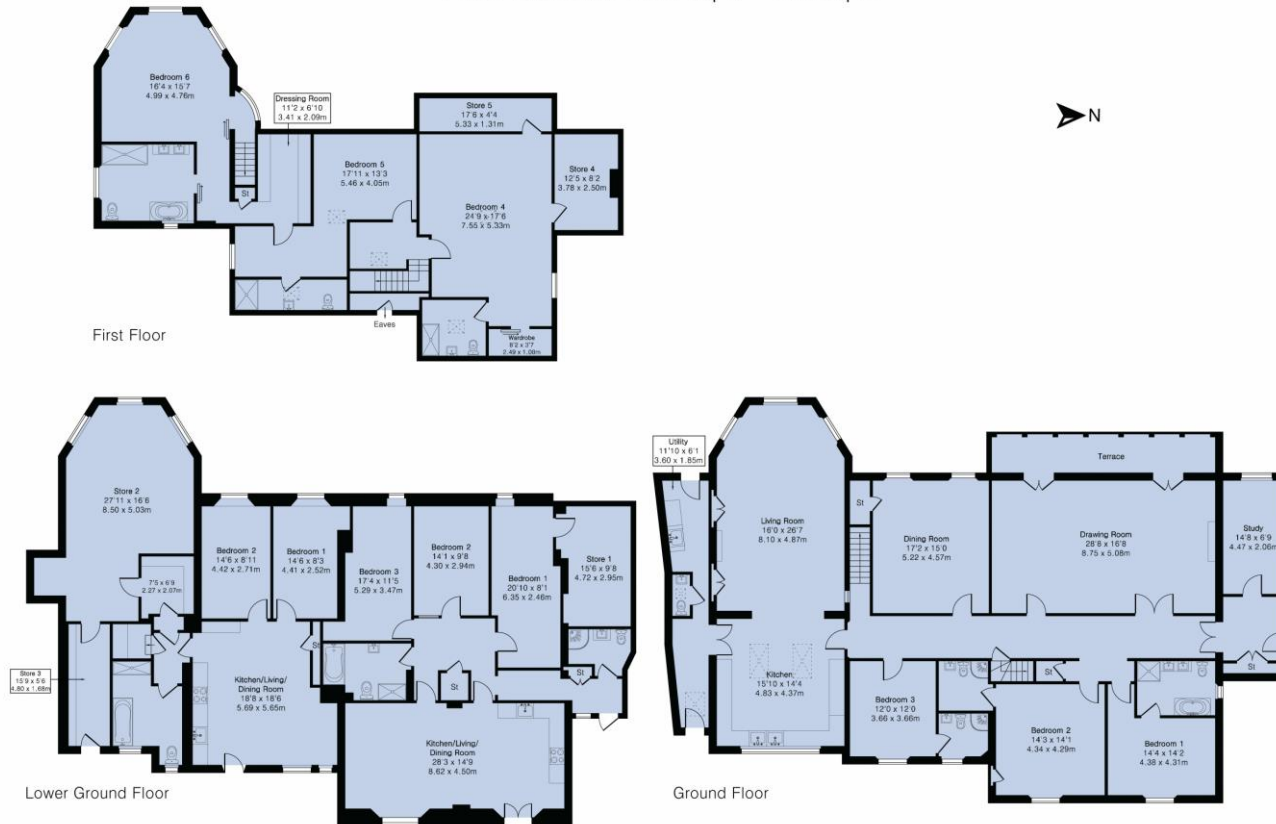 N
Bedroom 6
16'4 x 15'7
4.99 x 4.76m
Dressing Room
11'2 x 6'10
3.41 x 2.09m
St
Bedroom 5
17'11 x 13'3
5.46 x 4.05m
Store 5
17'6 x 4'4
5.33 x 1.31m
Store 4
12'5 x 8'2
3.78 x 2.50m
Bedroom 4
24'9 x 17'6
7.55 x 5.33m
Eaves
Wardrobe
8'2 x 3'7
2.49 x 1.08m
First Floor
Store 2
27'11 x 16'6
8.50 x 5.03m
7'5 x 6'9
2.27 x 2.07m
Store 3
15'9 x 5'6
4.80 x 1.68m
Bedroom 2
14'6 x 8'11
4.42 x 2.71m
Bedroom 1
14'6 x 8'3
4.41 x 2.52m
Bedroom 3
17'4 x 11'5
5.29 x 3.47m
Bedroom 2
14'1 x 9'8
4.30 x 2.94m
Bedroom 1
20'10 x 8'1
6.35 x 2.46m
Store 1
15'6 x 9'8
4.72 x 2.95m
St
St
St
Kitchen/Living/
Dining Room
18'8 x 18'6
5.69 x 5.65m
Kitchen/Living/
Dining Room
28'3 x 14'9
8.62 x 4.50m
Lower Ground Floor
Utility
11'10 x 6'1
3.60 x 1.85m
Living Room
16'0 x 26'7
8.10 x 4.87m
St
Dining Room
17'2 x 15'0
5.22 x 4.57m
Terrace
Drawing Room
28'8 x 16'8
8.75 x 5.08m
Study
14'8 x 6'9
4.47 x 2.06m
St
Kitchen
15'10 x 14'4
4.83 x 4.37m
Bedroom 3
12'0 x 12'0
3.66 x 3.66m
St
Bedroom 2
14'3 x 14'1
4.34 x 4.29m
Bedroom 1
14'4 x 14'2
4.38 x 4.31m
Ground Floor